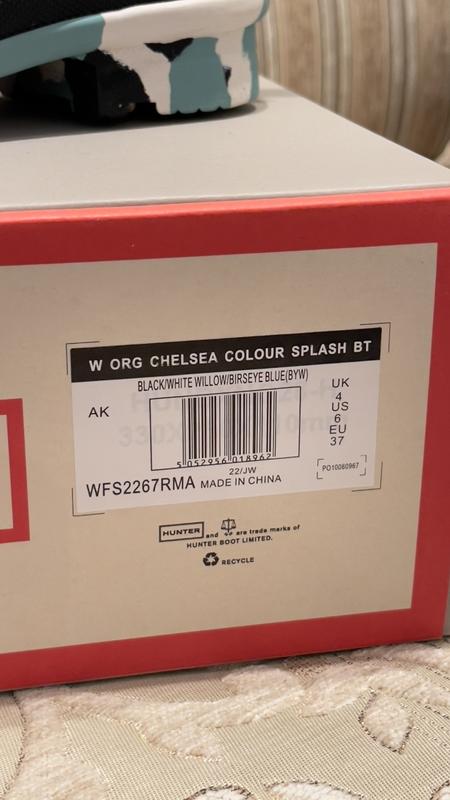 W ORG CHELSEA COLOUR SPLASH BT
BLACK/WHITE WILLOW/BIRSEYE BLUE(BYW)
AK
UK
4
US
6
EU
37
5 052956 018962
22/JW
PO10060967
WFS2267RMA MADE IN CHINA
HUNTER and are trade marks of
HUNTER BOOT LIMITED.
RECYCLE